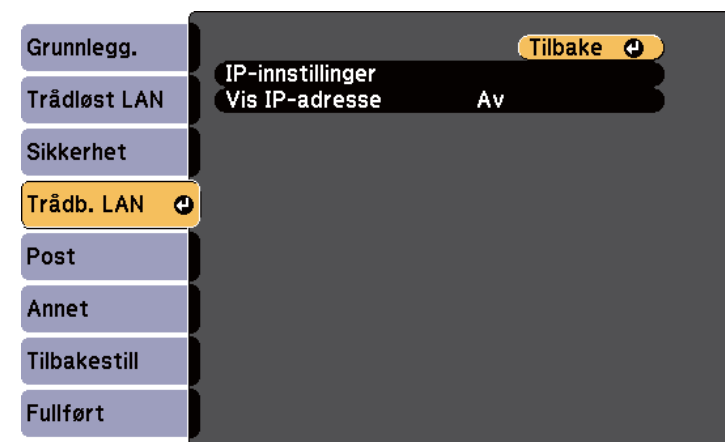 Grunnlegg.
Trådløst LAN
Sikkerhet
Trådb. LAN
Post
Annet
Tilbakestill
Fullført
Tilbake
IP-innstillinger
Vis IP-adresse Av